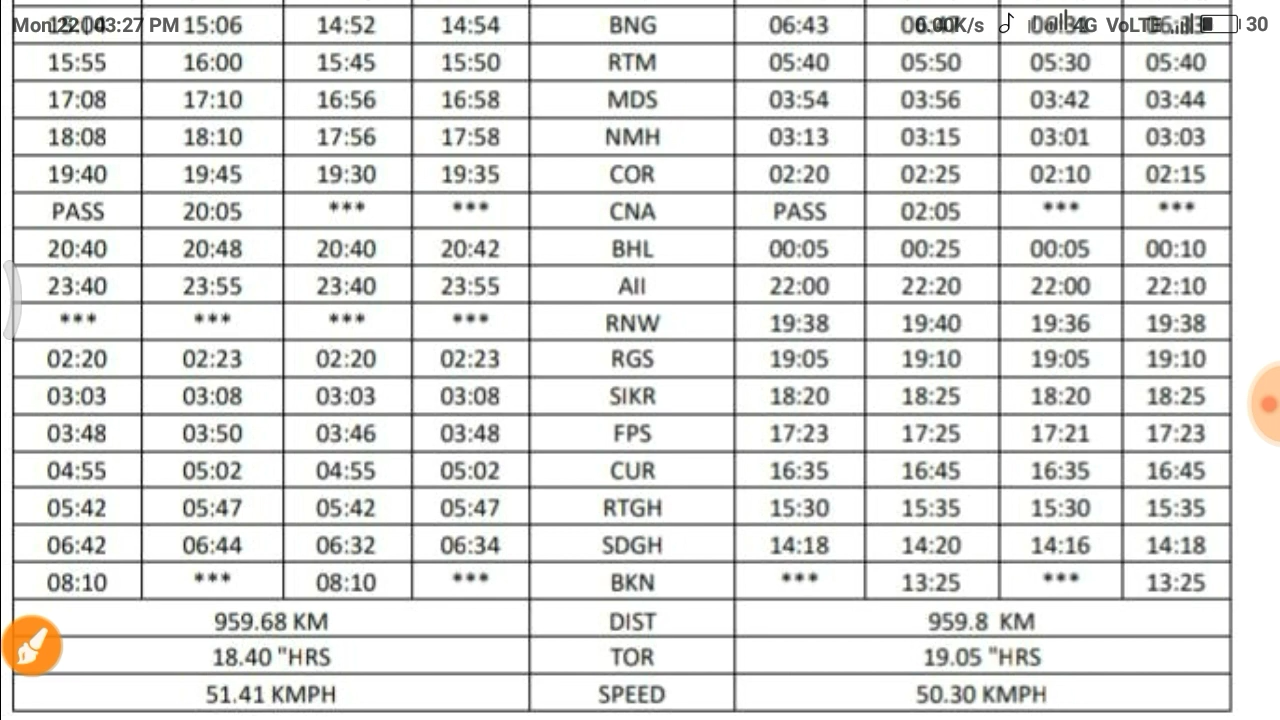 Mon 22 | 03:27 PM 15:06 14:52 14:54 BNG 06:43 0.00K/s 4G VoLTE 30
15:55 16:00 15:45 15:50 RTM 05:40 05:50 05:30 05:40
17:08 17:10 16:56 16:58 MDS 03:54 03:56 03:42 03:44
18:08 18:10 17:56 17:58 NMH 03:13 03:15 03:01 03:03
19:40 19:45 19:30 19:35 COR 02:20 02:25 02:10 02:15
PASS 20:05 *** *** CNA PASS 02:05 *** ***
20:40 20:48 20:40 20:42 BHL 00:05 00:25 00:05 00:10
23:40 23:55 23:40 23:55 AII 22:00 22:20 22:00 22:10
*** *** *** *** RNW 19:38 19:40 19:36 19:38
02:20 02:23 02:20 02:23 RGS 19:05 19:10 19:05 19:10
03:03 03:08 03:03 03:08 SIKR 18:20 18:25 18:20 18:25
03:48 03:50 03:46 03:48 FPS 17:23 17:25 17:21 17:23
04:55 05:02 04:55 05:02 CUR 16:35 16:45 16:35 16:45
05:42 05:47 05:42 05:47 RTGH 15:30 15:35 15:30 15:35
06:42 06:44 06:32 06:34 SDGH 14:18 14:20 14:16 14:18
08:10 *** 08:10 *** BKN *** 13:25 *** 13:25
959.68 KM DIST 959.8 KM
18.40 "HRS TOR 19.05 "HRS
51.41 KMPH SPEED 50.30 KMPH